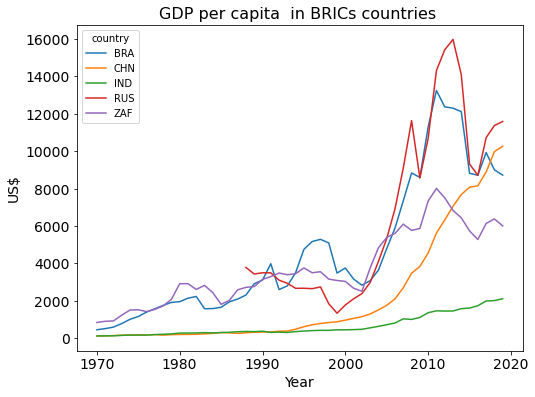 GDP per capita  in BRICs countries
country
BRA
CHN
IND
RUS
ZAF
US$
16000
14000
12000
10000
8000
6000
4000
2000
0
1970 1980 1990 2000 2010 2020
Year